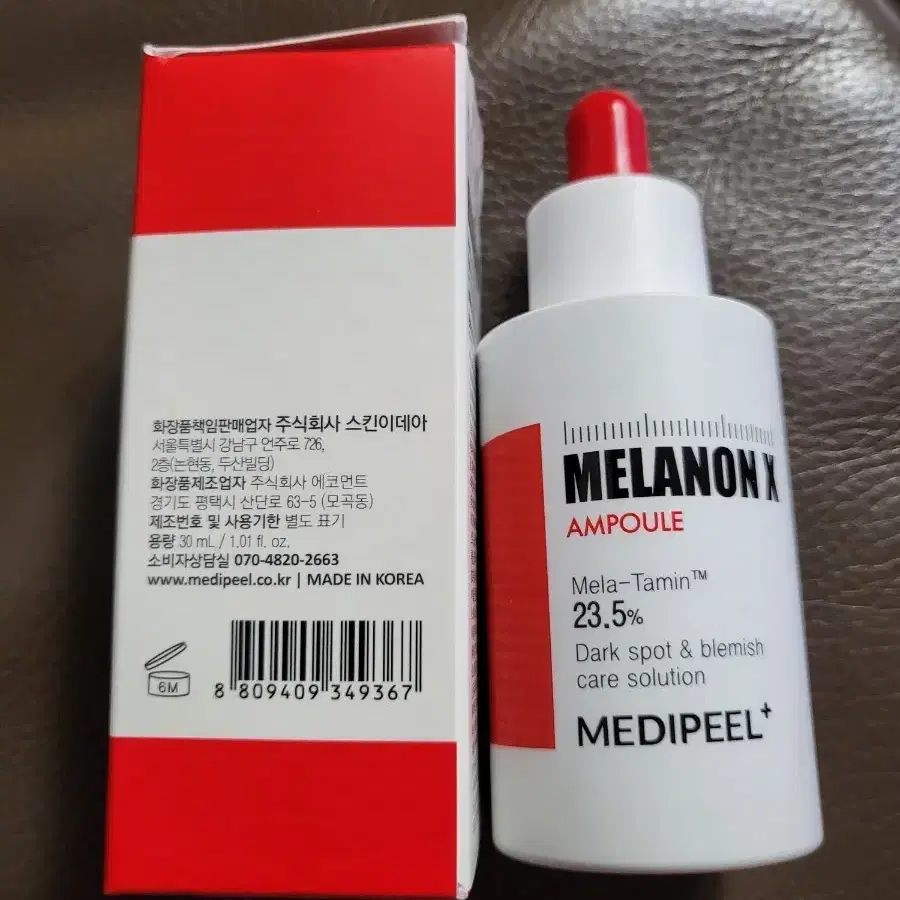 화장품책임판매업자 주식회사 스킨이데아
서울특별시 강남구 언주로 726,
2층(논현동, 두산빌딩)
화장품제조업자 주식회사 에코먼트
경기도 평택시 산단로 63-5 (모곡동)
제조번호 및 사용기한 별도 표기
용량 30 mL / 1.01 fl. oz.
소비자상담실 070-4820-2663
www.medipeel.co.kr | MADE IN KOREA
6M
8 809409 349367
MELANON X
AMPOULE
Mela-Tamin™
23.5%
Dark spot & blemish
care solution
MEDIPEEL+